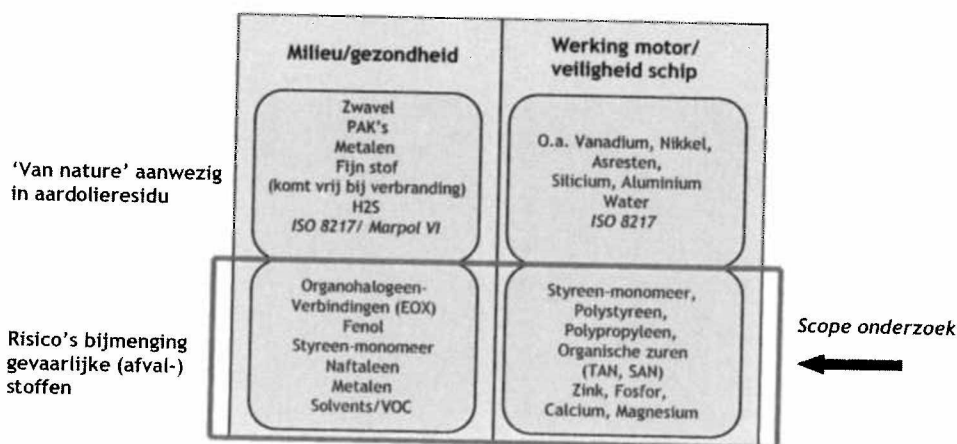 Milieu/gezondheid
Werking motor/
veiligheid schip
'Van nature' aanwezig
in aardolieresidu
Zwavel
PAK's
Metalen
Fijn stof
(komt vrij bij verbranding)
H2S
ISO 8217/ Marpol VI
O.a. Vanadium, Nikkel,
Asresten,
Silicium, Aluminium
Water
ISO 8217
Risico's bijmenging
gevaarlijke (afval-)
stoffen
Organohalogeen-
Verbindingen (EOX)
Fenol
Styreen-monomeer
Naftaleen
Metalen
Solvents/VOC
Styreen-monomeer,
Polystyreen,
Polypropyleen,
Organische zuren
(TAN, SAN)
Zink, Fosfor,
Calcium, Magnesium
Scope onderzoek